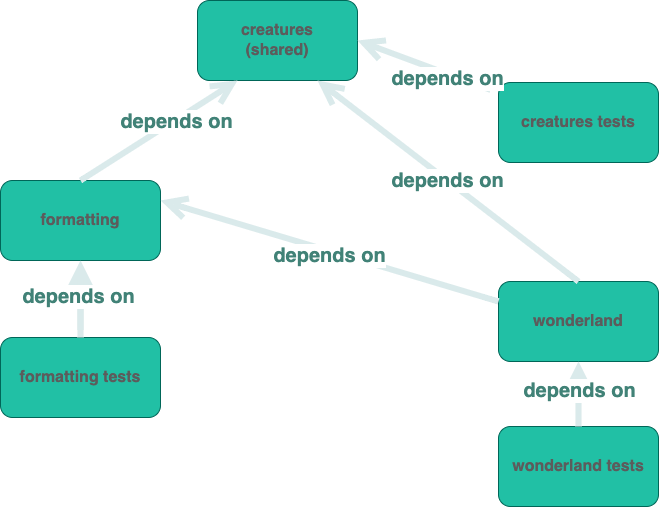 creatures
(shared)
depends on
depends on
creatures tests
depends on
formatting
depends on
depends on
wonderland
formatting tests
depends on
wonderland tests